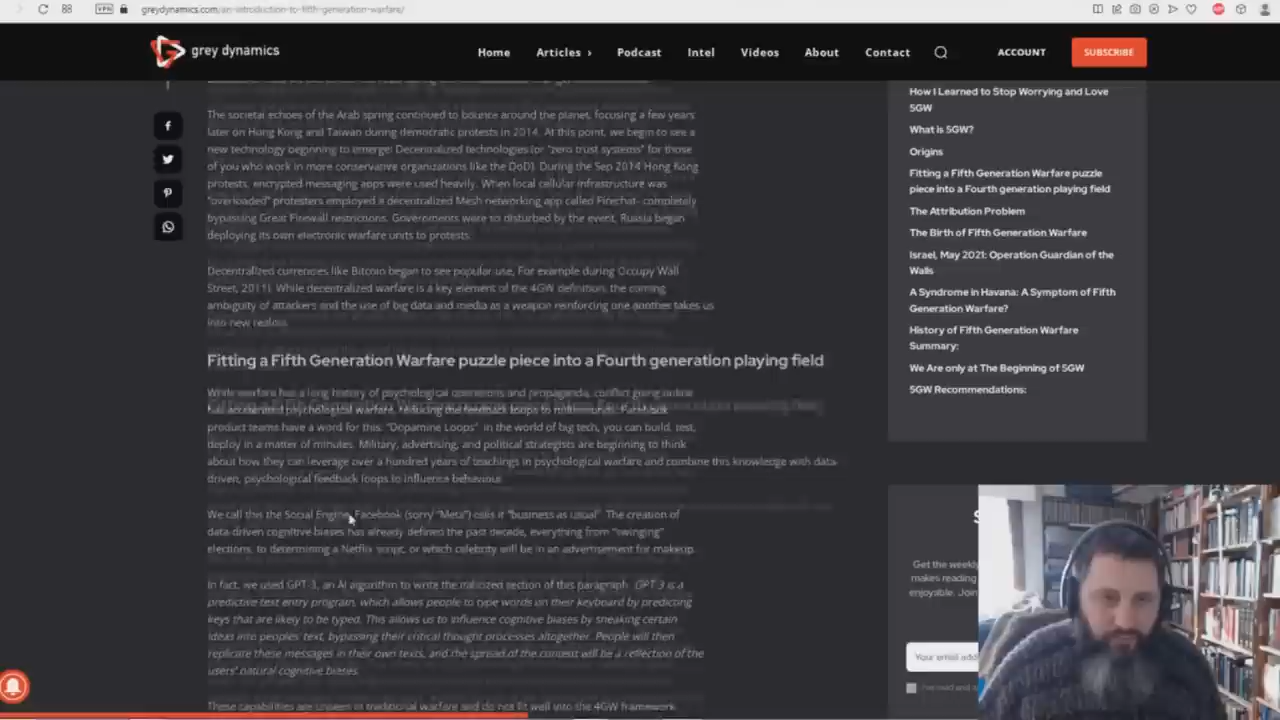 VPN
greydynamics.com/an-introduction-to-fifth-generation-warfare/
grey dynamics
Home
Articles
Podcast
Intel
Videos
About
Contact
ACCOUNT
SUBSCRIBE
The societal echoes of the Arab spring continued to bounce around the planet, focusing a few years
later on Hong Kong and Taiwan during democratic protests in 2014. At this point, we begin to see a
new technology beginning to emerge! Decentralized technologies (or "zero trust systems" for those
of you who work in more conservative organizations like the DoD). During the Sep 2014 Hong Kong
protests, encrypted messaging apps were used heavily. When local cellular infrastructure was
"overloaded" protesters employed a decentralized Mesh networking app called Firechat- completely
bypassing Great Firewall restrictions. Governments were so disturbed by the event, Russia began
deploying its own electronic warfare units to protests.
Decentralized currencies like Bitcoin began to see popular use, For example during Occupy Wall
Street, 2011). While decentralized warfare is a key element of the 4GW definition, the coming
ambiguity of attackers and the use of big data and media as a weapon reinforcing one another takes us
into new realms.
Fitting a Fifth Generation Warfare puzzle piece into a Fourth generation playing field
While warfare has a long history of psychological operations and propaganda, conflict going online
has accelerated psychological warfare, reducing the feedback loops to milliseconds. Facebook
product teams have a word for this. "Dopamine Loops" in the world of big tech, you can build, test,
deploy in a matter of minutes. Military, advertising, and political strategists are beginning to think
about how they can leverage over a hundred years of teachings in psychological warfare and combine this knowledge with data-
driven, psychological feedback loops to influence behaviour.
We call this the Social Engine, Facebook (sorry "Meta") calls it "business as usual". The creation of
data-driven cognitive biases has already defined the past decade, everything from "swinging"
elections, to determining a Netflix script, or which celebrity will be in an advertisement for makeup.
In fact, we used GPT-3, an AI algorithm to write the italicized section of this paragraph. GPT-3 is a
predictive text entry program, which allows people to type words on their keyboard by predicting
keys that are likely to be typed. This allows us to influence cognitive biases by sneaking certain
ideas into peoples' text, bypassing their critical thought processes altogether. People will then
replicate these messages in their own texts, and the spread of the content will be a reflection of the
users' natural cognitive biases.
These capabilities are unseen in traditional warfare and do not fit well into the 4GW framework
How I Learned to Stop Worrying and Love
5GW
What is 5GW?
Origins
Fitting a Fifth Generation Warfare puzzle
piece into a Fourth generation playing field
The Attribution Problem
The Birth of Fifth Generation Warfare
Israel, May 2021: Operation Guardian of the
Walls
A Syndrome in Havana: A Symptom of Fifth
Generation Warfare?
History of Fifth Generation Warfare
Summary:
We Are only at The Beginning of 5GW
5GW Recommendations:
S
Get the weekly
makes reading
enjoyable. Join
Your email add
I've read and a